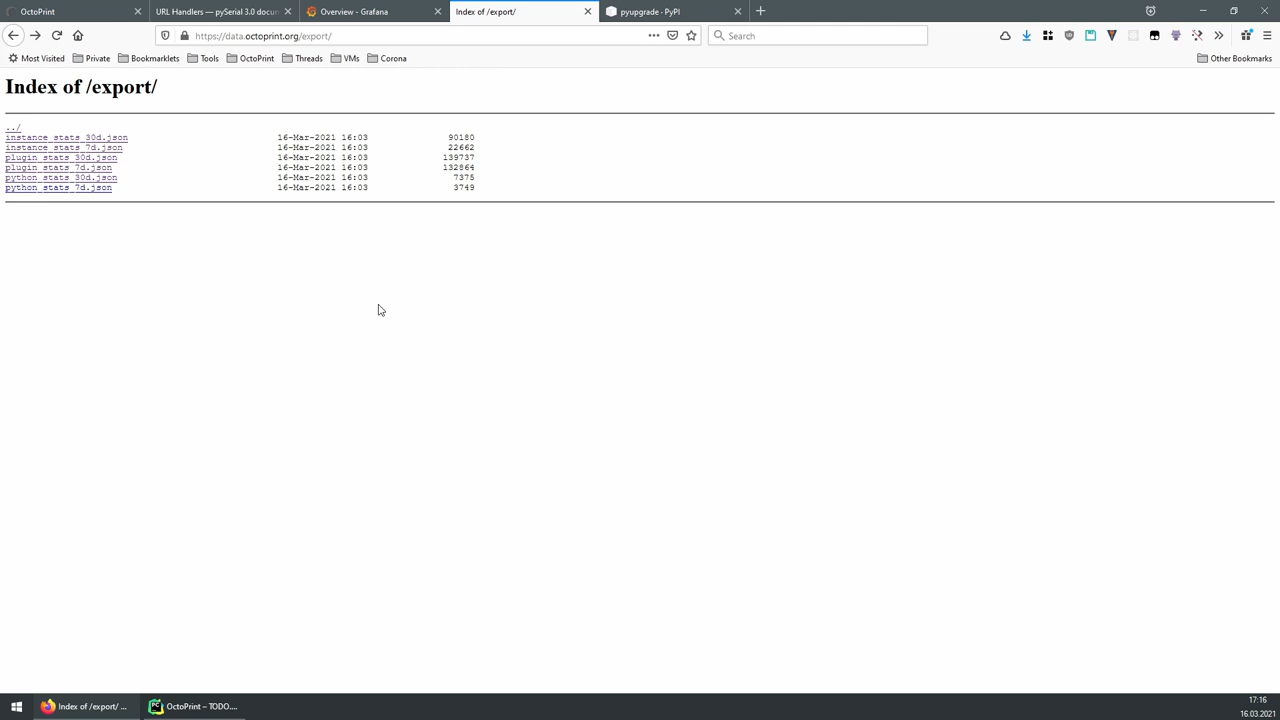 OctoPrint
URL Handlers — pySerial 3.0 docun
Overview - Grafana
Index of /export/
pyupgrade · PyPI
https://data.octoprint.org/export/
Search
Most Visited
Private
Bookmarklets
Tools
OctoPrint
Threads
VMs
Corona
Other Bookmarks
Index of /export/
../
instance_stats_30d.json 16-Mar-2021 16:03 90180
instance_stats_7d.json 16-Mar-2021 16:03 22662
plugin_stats_30d.json 16-Mar-2021 16:03 139737
plugin_stats_7d.json 16-Mar-2021 16:03 132864
python_stats_30d.json 16-Mar-2021 16:03 7375
python_stats_7d.json 16-Mar-2021 16:03 3749
Index of /export/ ...
OctoPrint – TODO....
17:16
16.03.2021